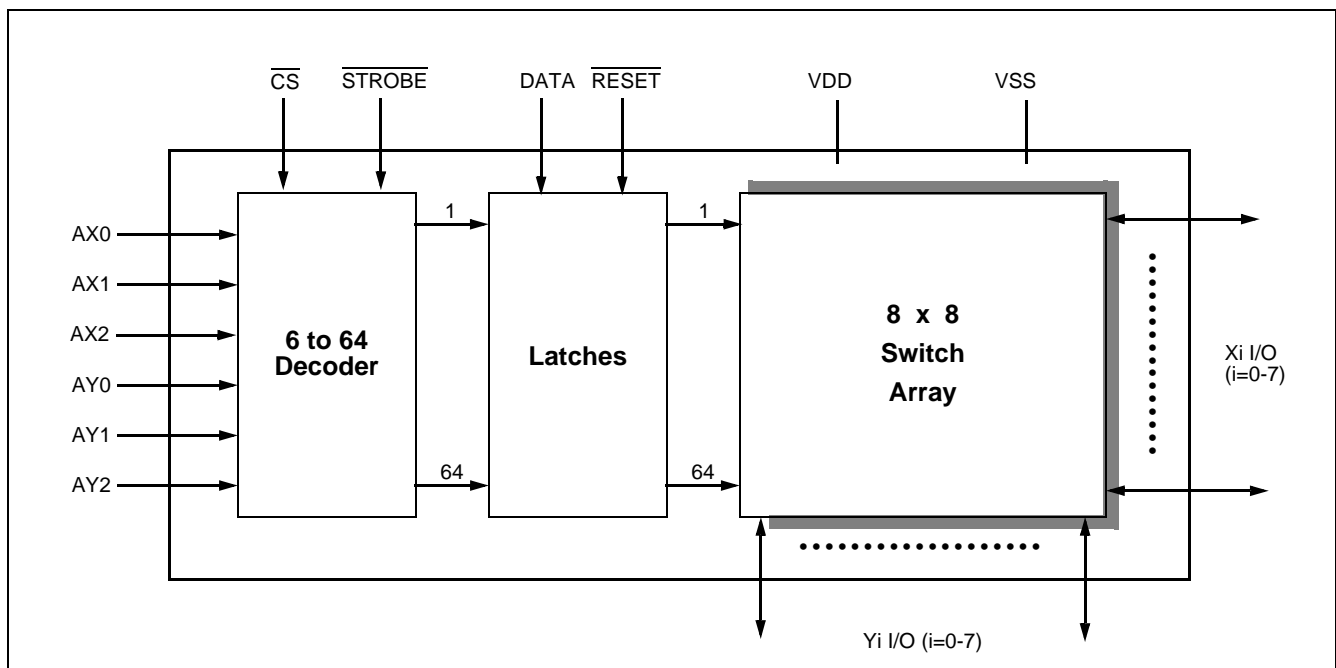 CS STROBE DATA RESET VDD VSS
1 1
AX0
AX1
AX2
AY0
AY1
AY2
6 to 64
Decoder
Latches
8 x 8
Switch
Array
Xi I/O
(i=0-7)
64 64
Yi I/O (i=0-7)